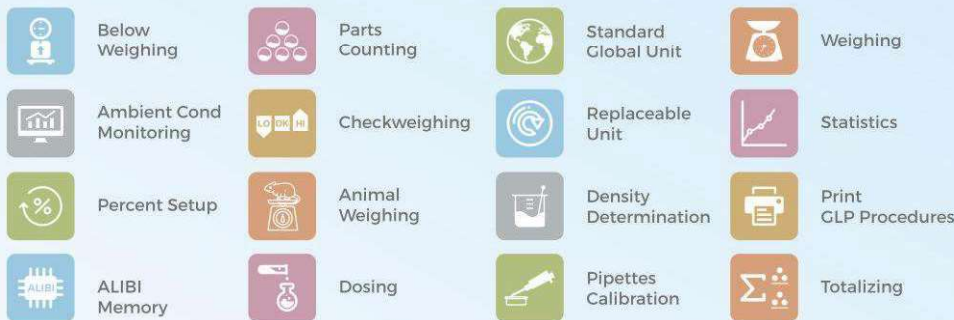 Below
Weighing
Parts
Counting
Standard
Global Unit
Weighing
Ambient Cond
Monitoring
LO OK HI
Checkweighing
Replaceable
Unit
Statistics
%
Percent Setup
Animal
Weighing
Density
Determination
Print
GLP Procedures
ALIBI
ALIBI
Memory
Dosing
Pipettes
Calibration
Σ
Totalizing